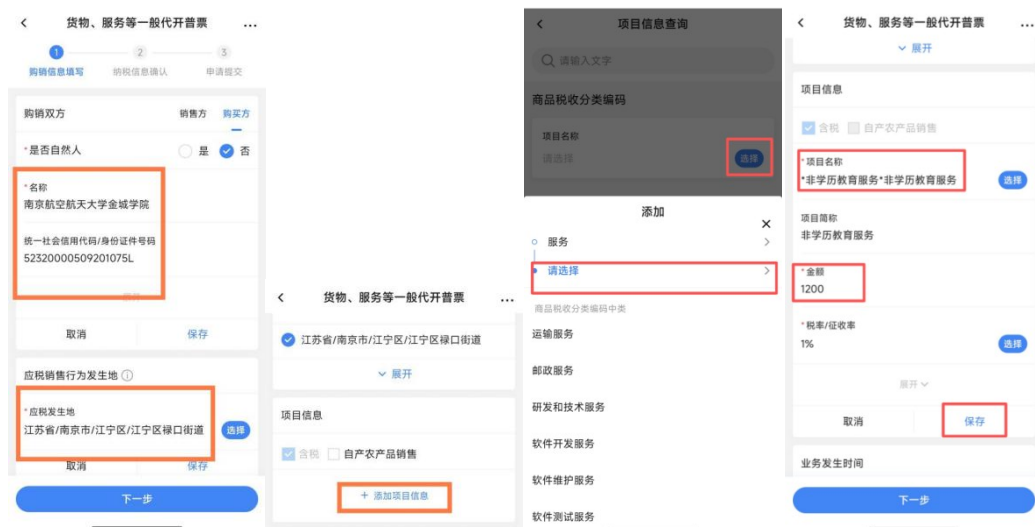 货物、服务等一般代开普票
1
2
3
购销信息填写
纳税信息确认
申请提交
购销双方
销售方
购买方
*是否自然人
是
否
*名称
南京航空航天大学金城学院
统一社会信用代码/身份证件号码
52320000509201075L
展开
取消
保存
应税销售行为发生地
*应税发生地
江苏省/南京市/江宁区/江宁区禄口街道
选择
取消
保存
下一步
货物、服务等一般代开普票
江苏省/南京市/江宁区/江宁区禄口街道
展开
项目信息
含税
自产农产品销售
+ 添加项目信息
项目信息查询
请输入文字
商品税收分类编码
项目名称
请选择
选择
添加
服务
请选择
商品税收分类编码中类
运输服务
邮政服务
研发和技术服务
软件开发服务
软件维护服务
软件测试服务
货物、服务等一般代开普票
展开
项目信息
含税
自产农产品销售
*项目名称
*非学历教育服务*非学历教育服务
选择
项目简称
非学历教育服务
*金额
1200
*税率/征收率
1%
选择
展开
取消
保存
业务发生时间
下一步